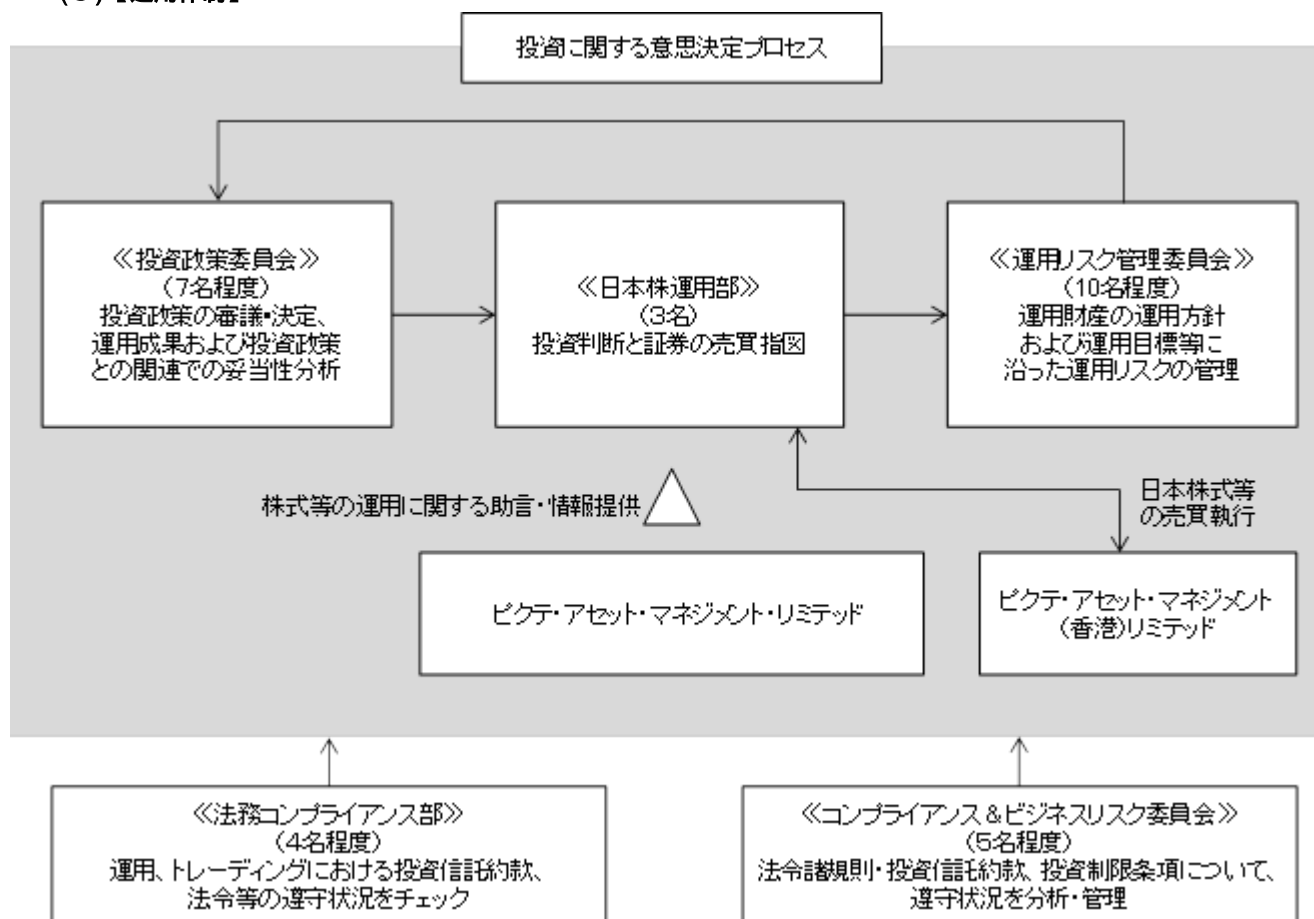 投資に関する意思決定プロセス
≪投資政策委員会≫
(7名程度)
投資政策の審議・決定、
運用成果および投資政策
との関連での妥当性分析
≪日本株運用部≫
(3名)
投資判断と証券の売買指図
≪運用リスク管理委員会≫
(10名程度)
運用財産の運用方針
および運用目標等に
沿った運用リスクの管理
株式等の運用に関する助言・情報提供
日本株式等
の売買執行
ピクテ・アセット・マネジメント・リミテッド
ピクテ・アセット・マネジメント
(香港)リミテッド
≪法務コンプライアンス部≫
(4名程度)
運用、トレーディングにおける投資信託約款、
法令等の遵守状況をチェック
≪コンプライアンス&ビジネスリスク委員会≫
(5名程度)
法令諸規則・投資信託約款、投資制限条項について、
遵守状況を分析・管理